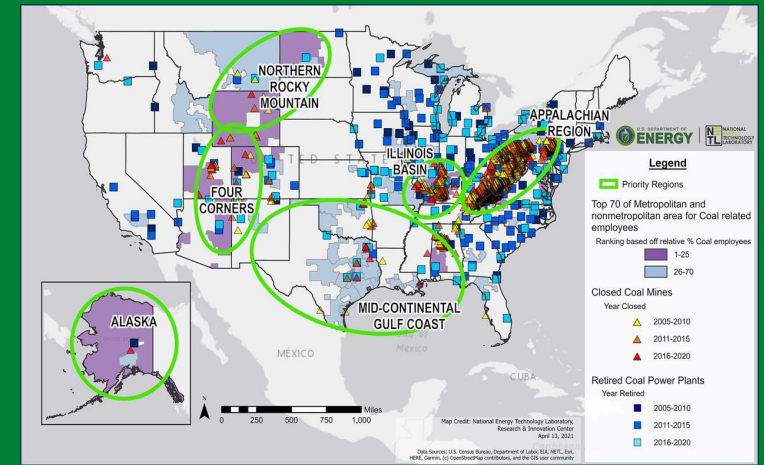 NORTHERN
ROCKY
MOUNTAIN
APPALACHIAN
REGION
ILLINOIS
BASIN
UNITED STATES
FOUR
CORNERS
MID-CONTINENTAL
GULF COAST
Mexico
ALASKA
MÉXICO
CUBA
N
0 250 500 750 1,000
Miles
Map Credit: National Energy Technology Laboratory,
Research & Innovation Center
April 13, 2021
Data Sources: U.S. Census Bureau, Department of Labor, EIA, NETL, Esri,
HERE, Garmin, (c) OpenStreetMap contributors, and the GIS user community
U.S. DEPARTMENT OF
ENERGY
NETL
NATIONAL
ENERGY
TECHNOLOGY
LABORATORY
Legend
Priority Regions
Top 70 of Metropolitan and
nonmetropolitan area for Coal related
employees
Ranking based off relative % Coal employees
1-25
26-70
Closed Coal Mines
Year Closed
2005-2010
2011-2015
2016-2020
Retired Coal Power Plants
Year Retired
2005-2010
2011-2015
2016-2020